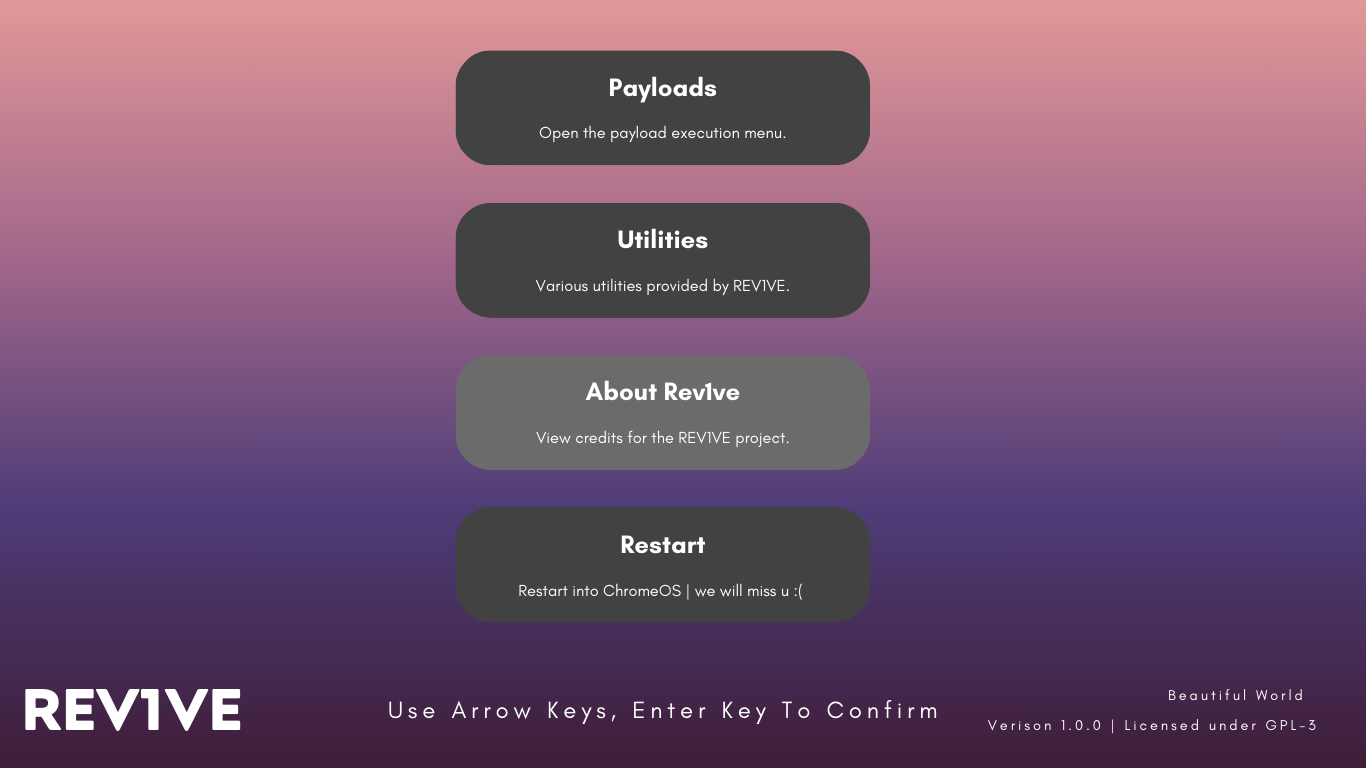 Payloads
Open the payload execution menu.
Utilities
Various utilities provided by REV1VE.
About Rev1ve
View credits for the REV1VE project.
Restart
Restart into ChromeOS | we will miss u :(
REV1VE
Use Arrow Keys, Enter Key To Confirm
Beautiful World
Verison 1.0.0 | Licensed under GPL-3